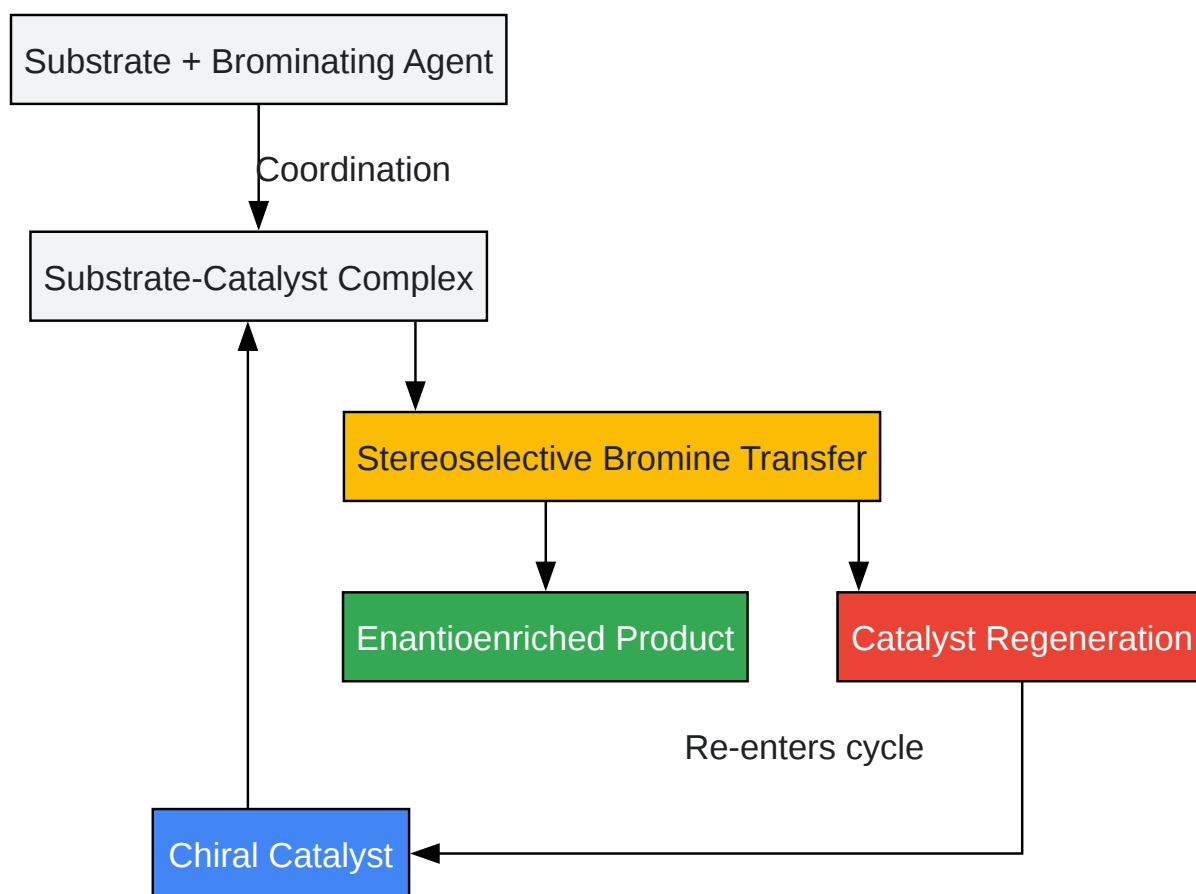 Substrate + Brominating Agent
Coordination
Substrate-Catalyst Complex
Stereoselective Bromine Transfer
Enantioenriched Product
Catalyst Regeneration
Re-enters cycle
Chiral Catalyst